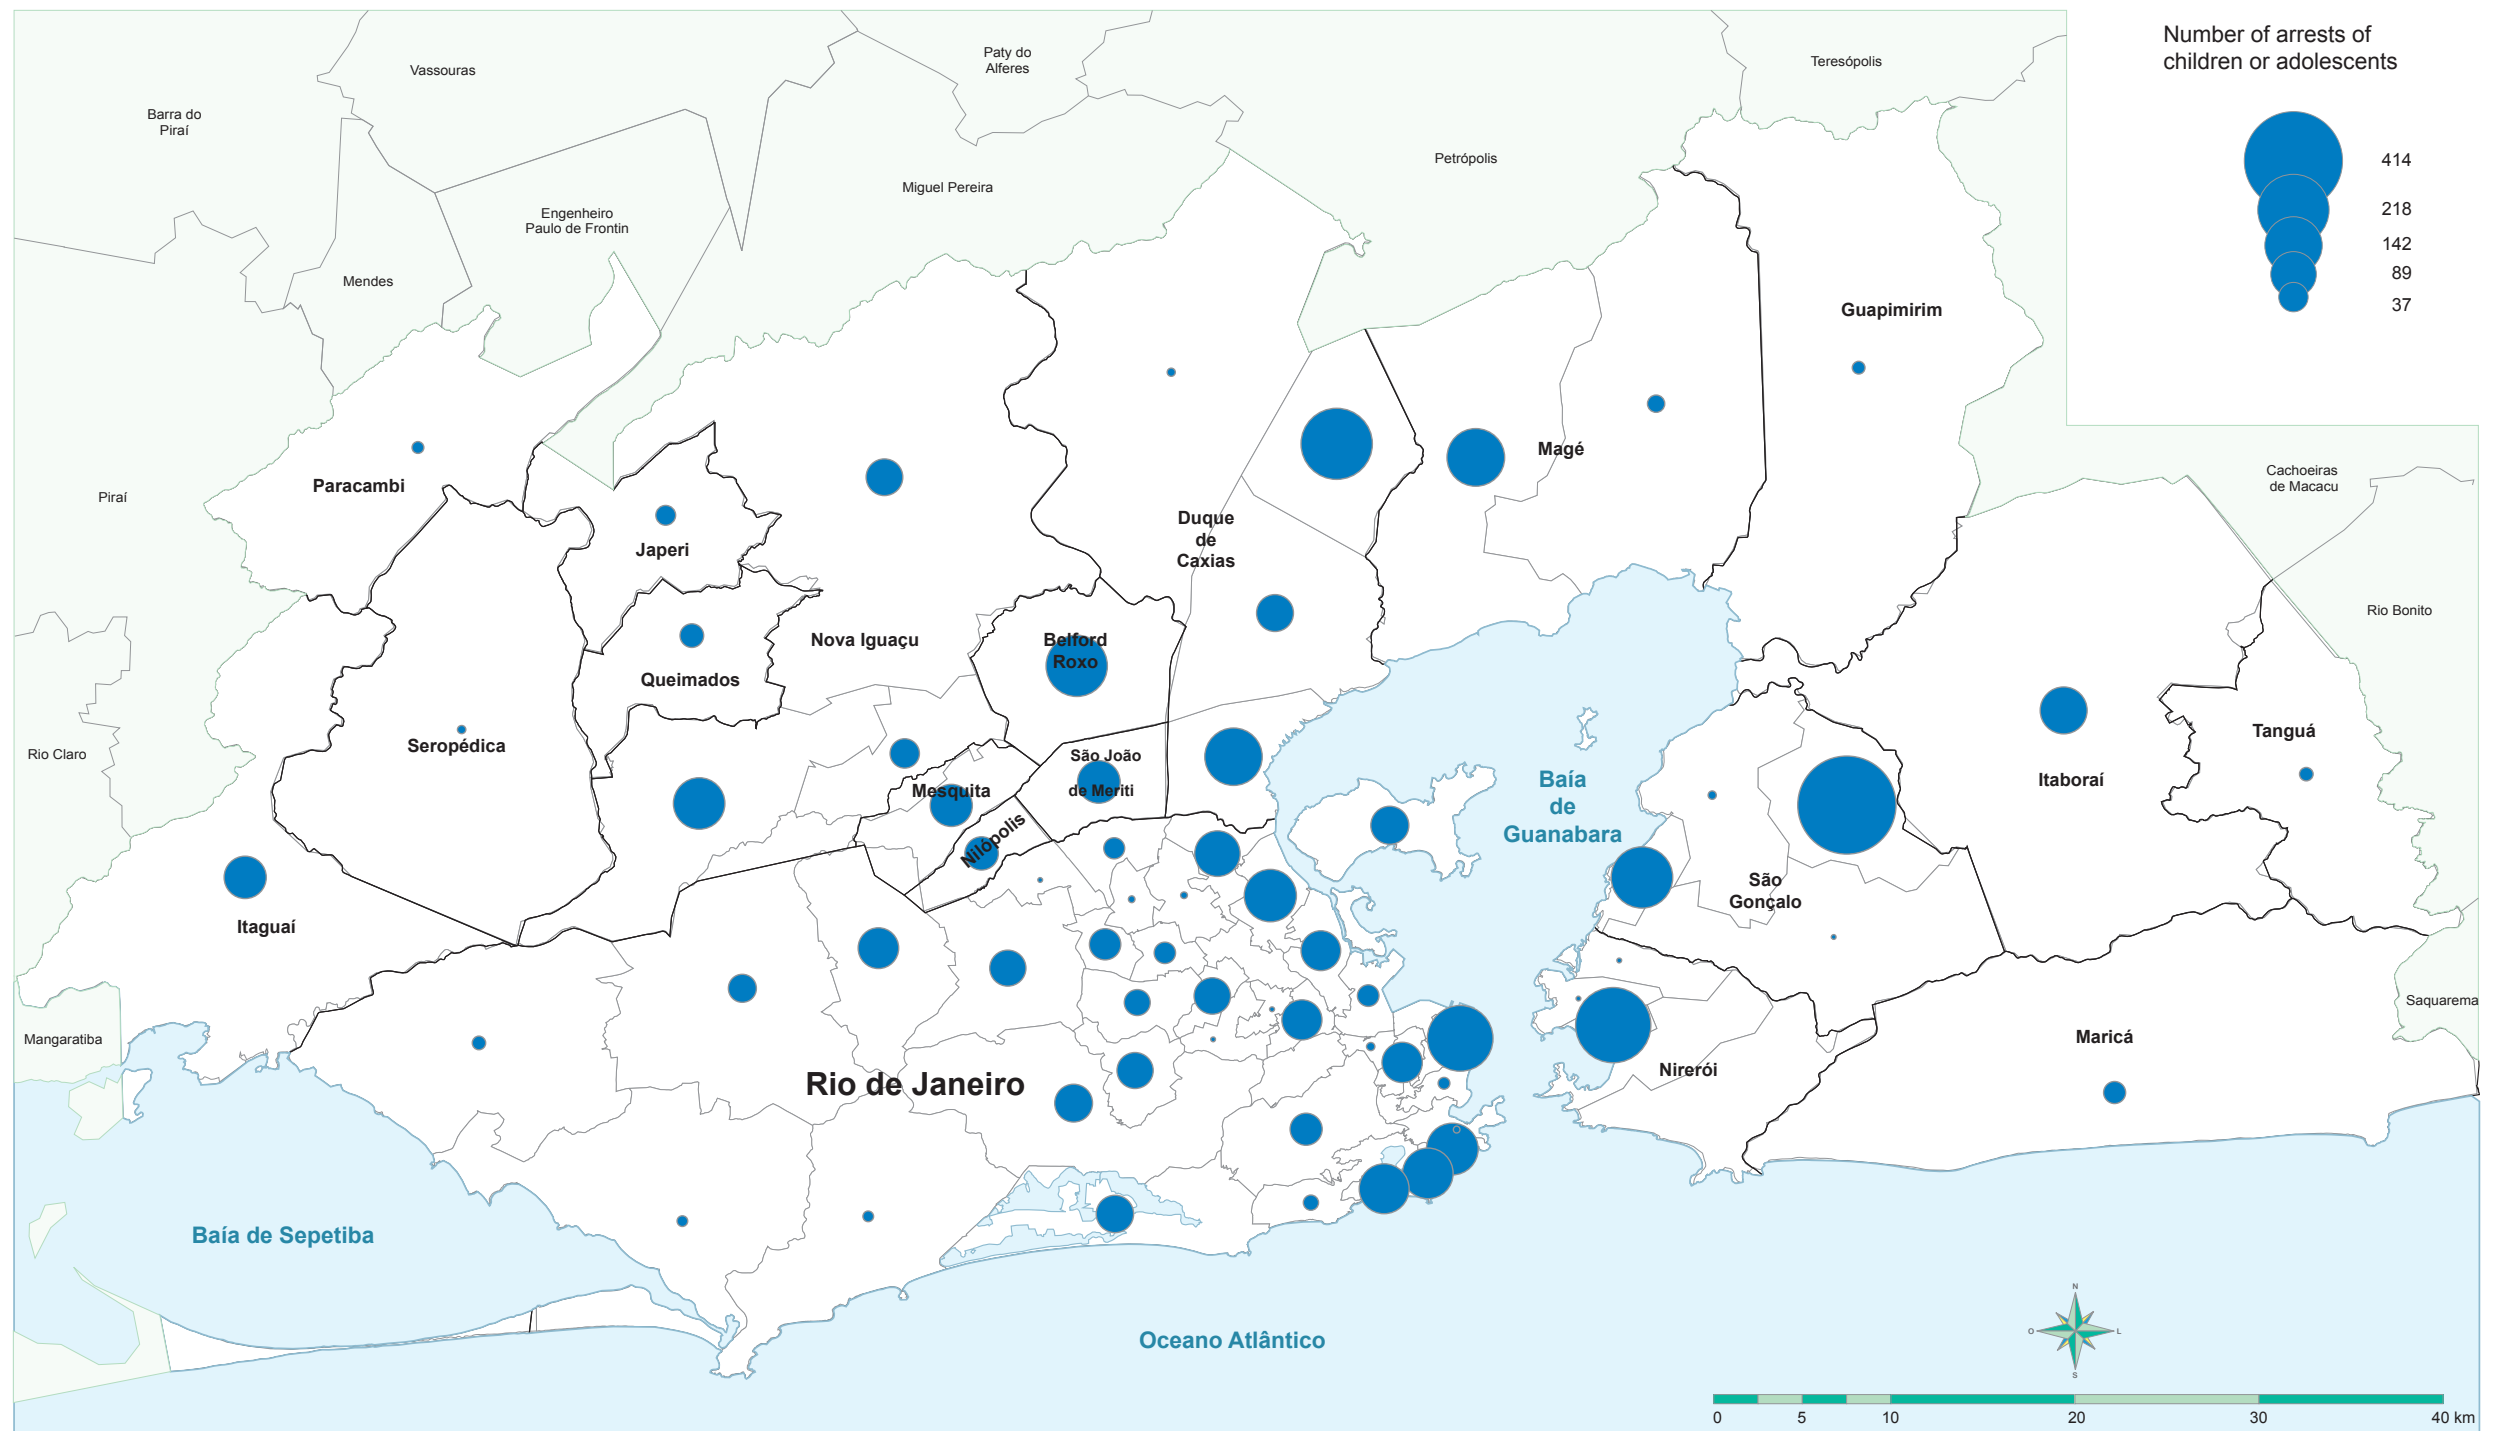 Number of arrests of
children or adolescents
414
218
142
89
37
Vassouras
Paty do
Alferes
Teresópolis
Barra do
Piraí
Petrópolis
Miguel Pereira
Engenheiro
Paulo de Frontin
Mendes
Guapimirim
Magé
Cachoeiras
de Macacu
Paracambi
Piraí
Duque
de
Caxias
Japeri
Rio Bonito
Nova Iguaçu
Belford
Roxo
Queimados
Tanguá
Seropédica
Rio Claro
São João
de Meriti
Baía
de
Guanabara
Itaboraí
Mesquita
Nilópolis
São
Gonçalo
Itaguaí
Saquarema
Mangaratiba
Maricá
Nirerói
Rio de Janeiro
Baía de Sepetiba
Oceano Atlântico
N
O
L
S
0
5
10
20
30
40 km